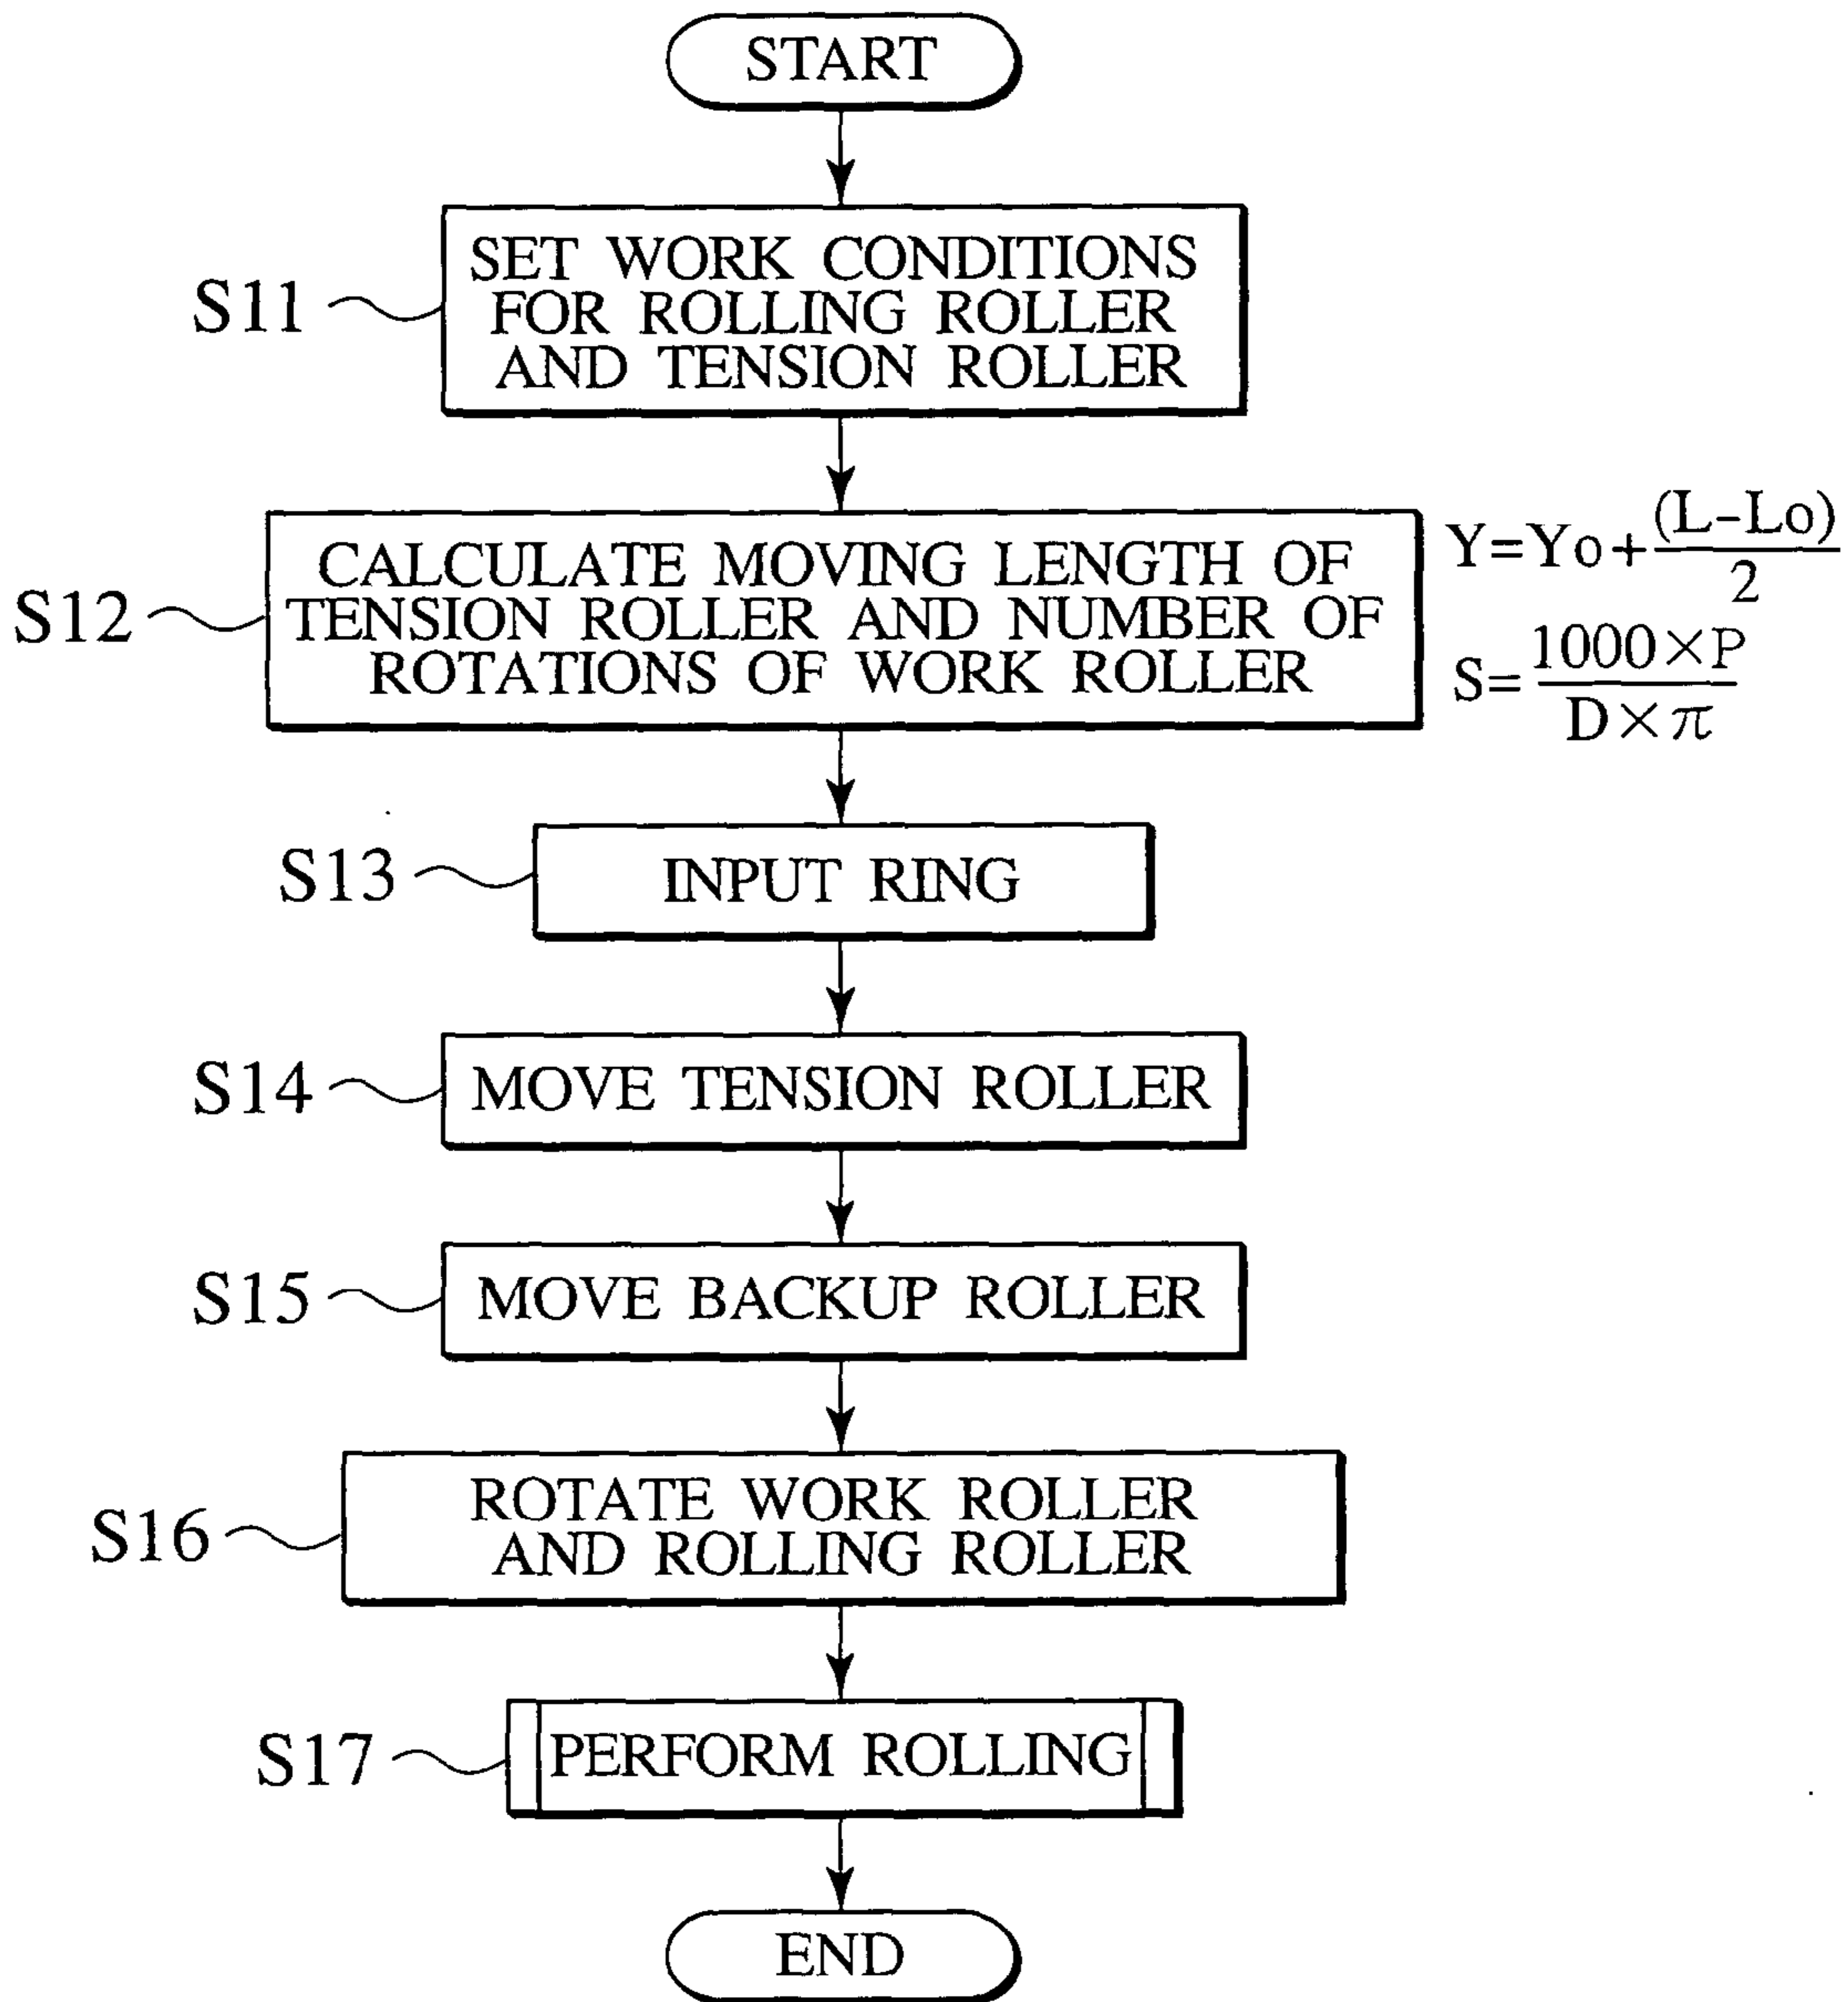 START
S11
SET WORK CONDITIONS
FOR ROLLING ROLLER
AND TENSION ROLLER
S12
CALCULATE MOVING LENGTH OF
TENSION ROLLER AND NUMBER OF
ROTATIONS OF WORK ROLLER
Y=Yo+(L-Lo)/2
S=1000×P/D×π
S13
INPUT RING
S14
MOVE TENSION ROLLER
S15
MOVE BACKUP ROLLER
S16
ROTATE WORK ROLLER
AND ROLLING ROLLER
S17
PERFORM ROLLING
END